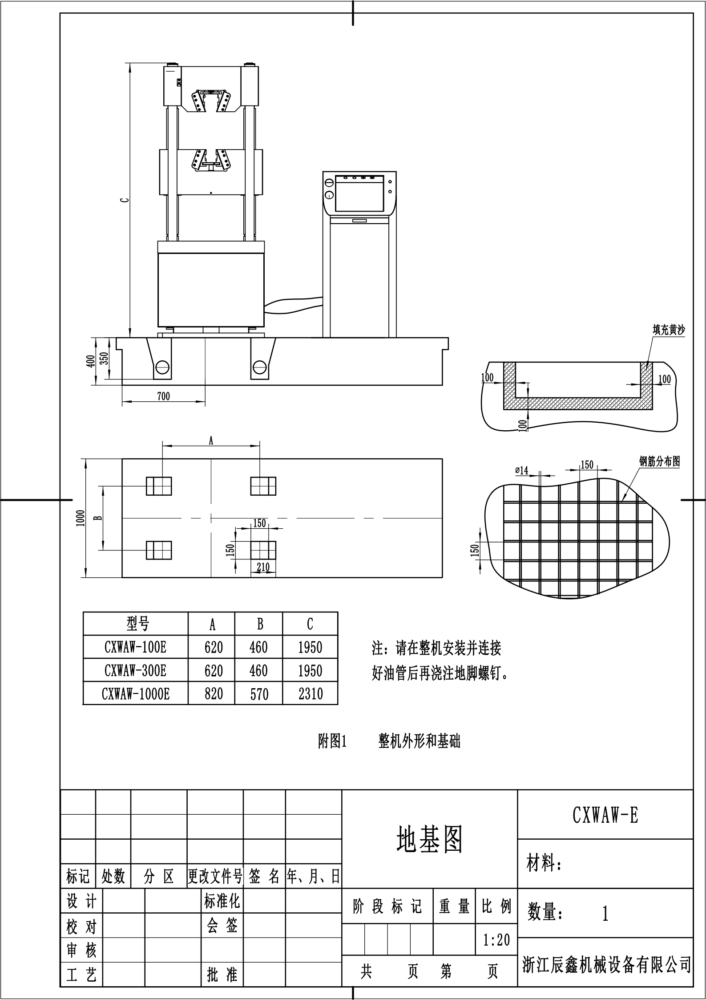 C
400
350
700
填充黄沙
100
100
100
A
1000
B
150
150
210
钢筋分布图
ø14
150
150
型号 A B C
CXWAW-100E 620 460 1950
CXWAW-300E 620 460 1950
CXWAW-1000E 820 570 2310
注：请在整机安装并连接
好油管后再浇注地脚螺钉。
附图1 整机外形和基础
标记 处数 分区 更改文件号 签名 年、月、日
设计 标准化
校对 会签
审核
工艺 批准
地基图
阶段标记 重量 比例
1:20
共 页 第 页
CXWAW-E
材料：
数量： 1
浙江辰鑫机械设备有限公司